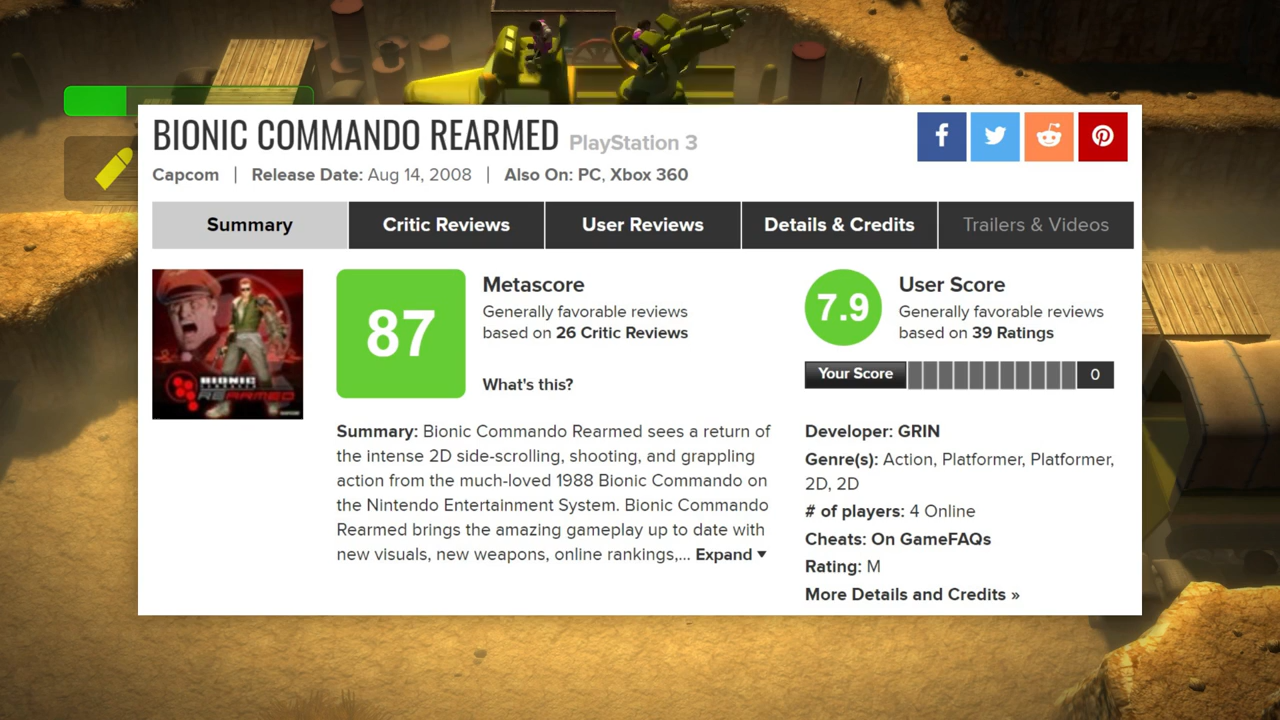 BIONIC COMMANDO REARMED PlayStation 3
Capcom | Release Date: Aug 14, 2008 | Also On: PC, Xbox 360
Summary Critic Reviews User Reviews Details & Credits Trailers & Videos
BIONIC
COMMANDO
REARMED
87
Metascore
Generally favorable reviews
based on 26 Critic Reviews
What's this?
7.9
User Score
Generally favorable reviews
based on 39 Ratings
Your Score 0
Summary: Bionic Commando Rearmed sees a return of
the intense 2D side-scrolling, shooting, and grappling
action from the much-loved 1988 Bionic Commando on
the Nintendo Entertainment System. Bionic Commando
Rearmed brings the amazing gameplay up to date with
new visuals, new weapons, online rankings,... Expand
Developer: GRIN
Genre(s): Action, Platformer, Platformer,
2D, 2D
# of players: 4 Online
Cheats: On GameFAQs
Rating: M
More Details and Credits »